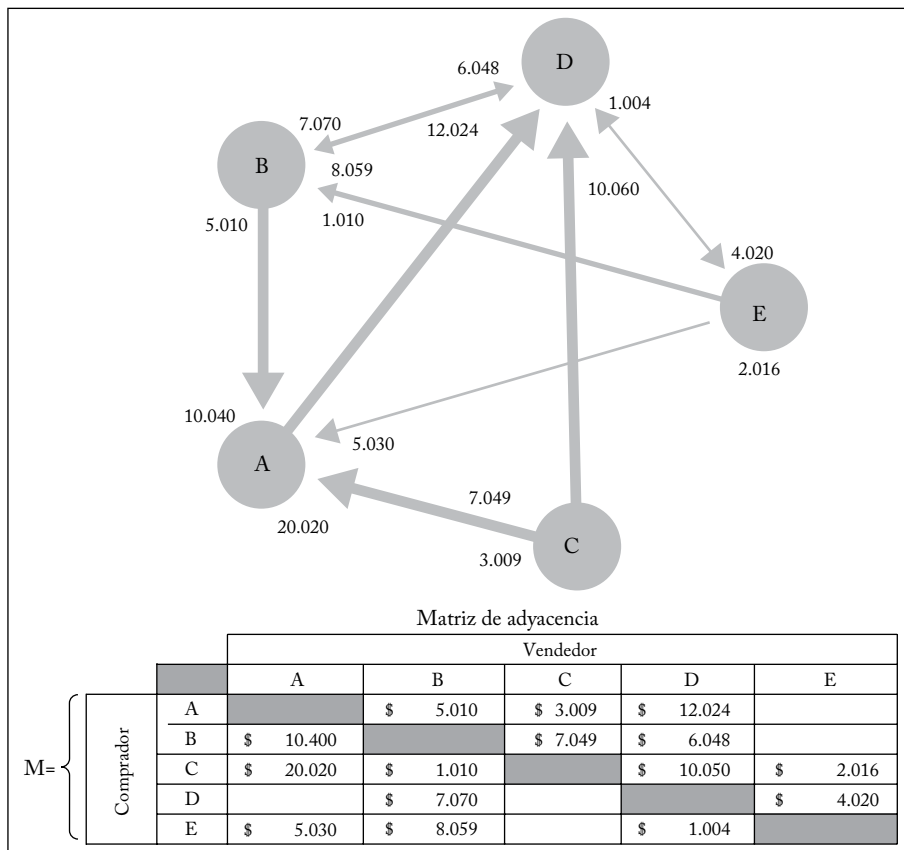 D
6.048
1.004
7.070
12.024
B
8.059
10.060
5.010
1.010
4.020
E
2.016
10.040
5.030
A
7.049
20.020
C
3.009
Matriz de adyacencia
Vendedor
A B C D E
M=
Comprador
A $ 5.010 $ 3.009 $ 12.024
B $ 10.400 $ 7.049 $ 6.048
C $ 20.020 $ 1.010 $ 10.050 $ 2.016
D $ 7.070 $ 4.020
E $ 5.030 $ 8.059 $ 1.004